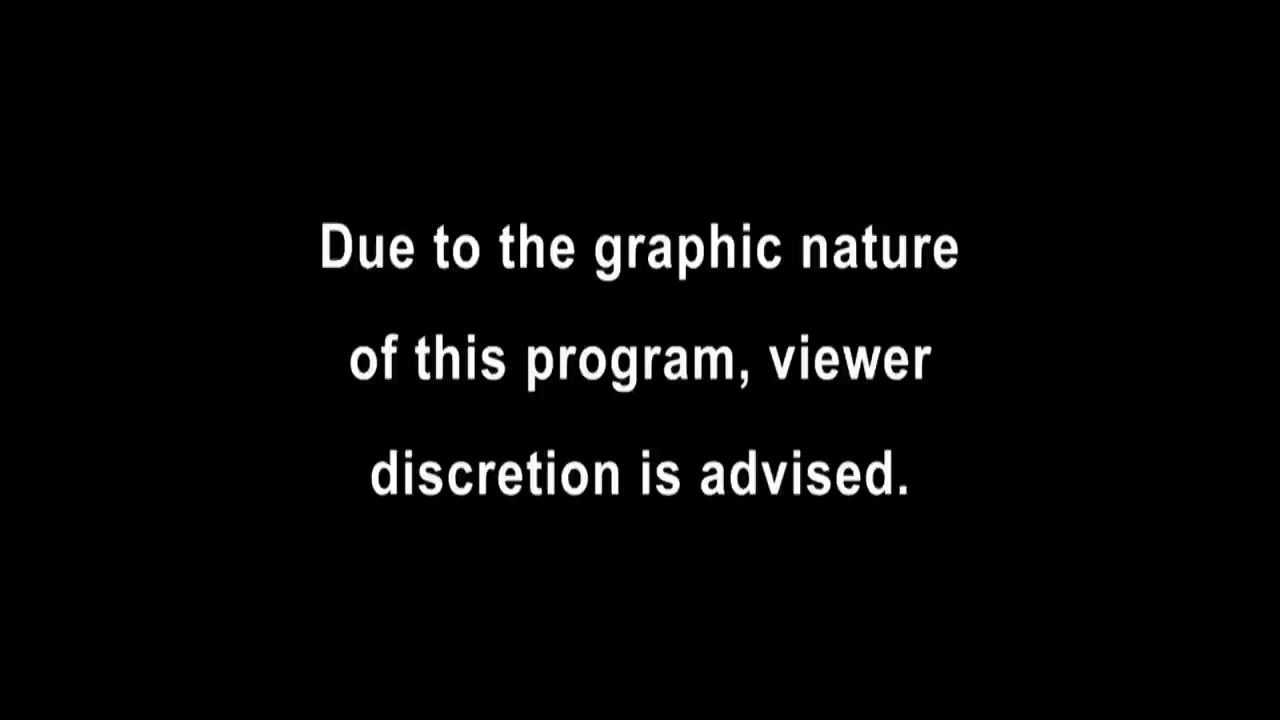 Due to the graphic nature
of this program, viewer
discretion is advised.